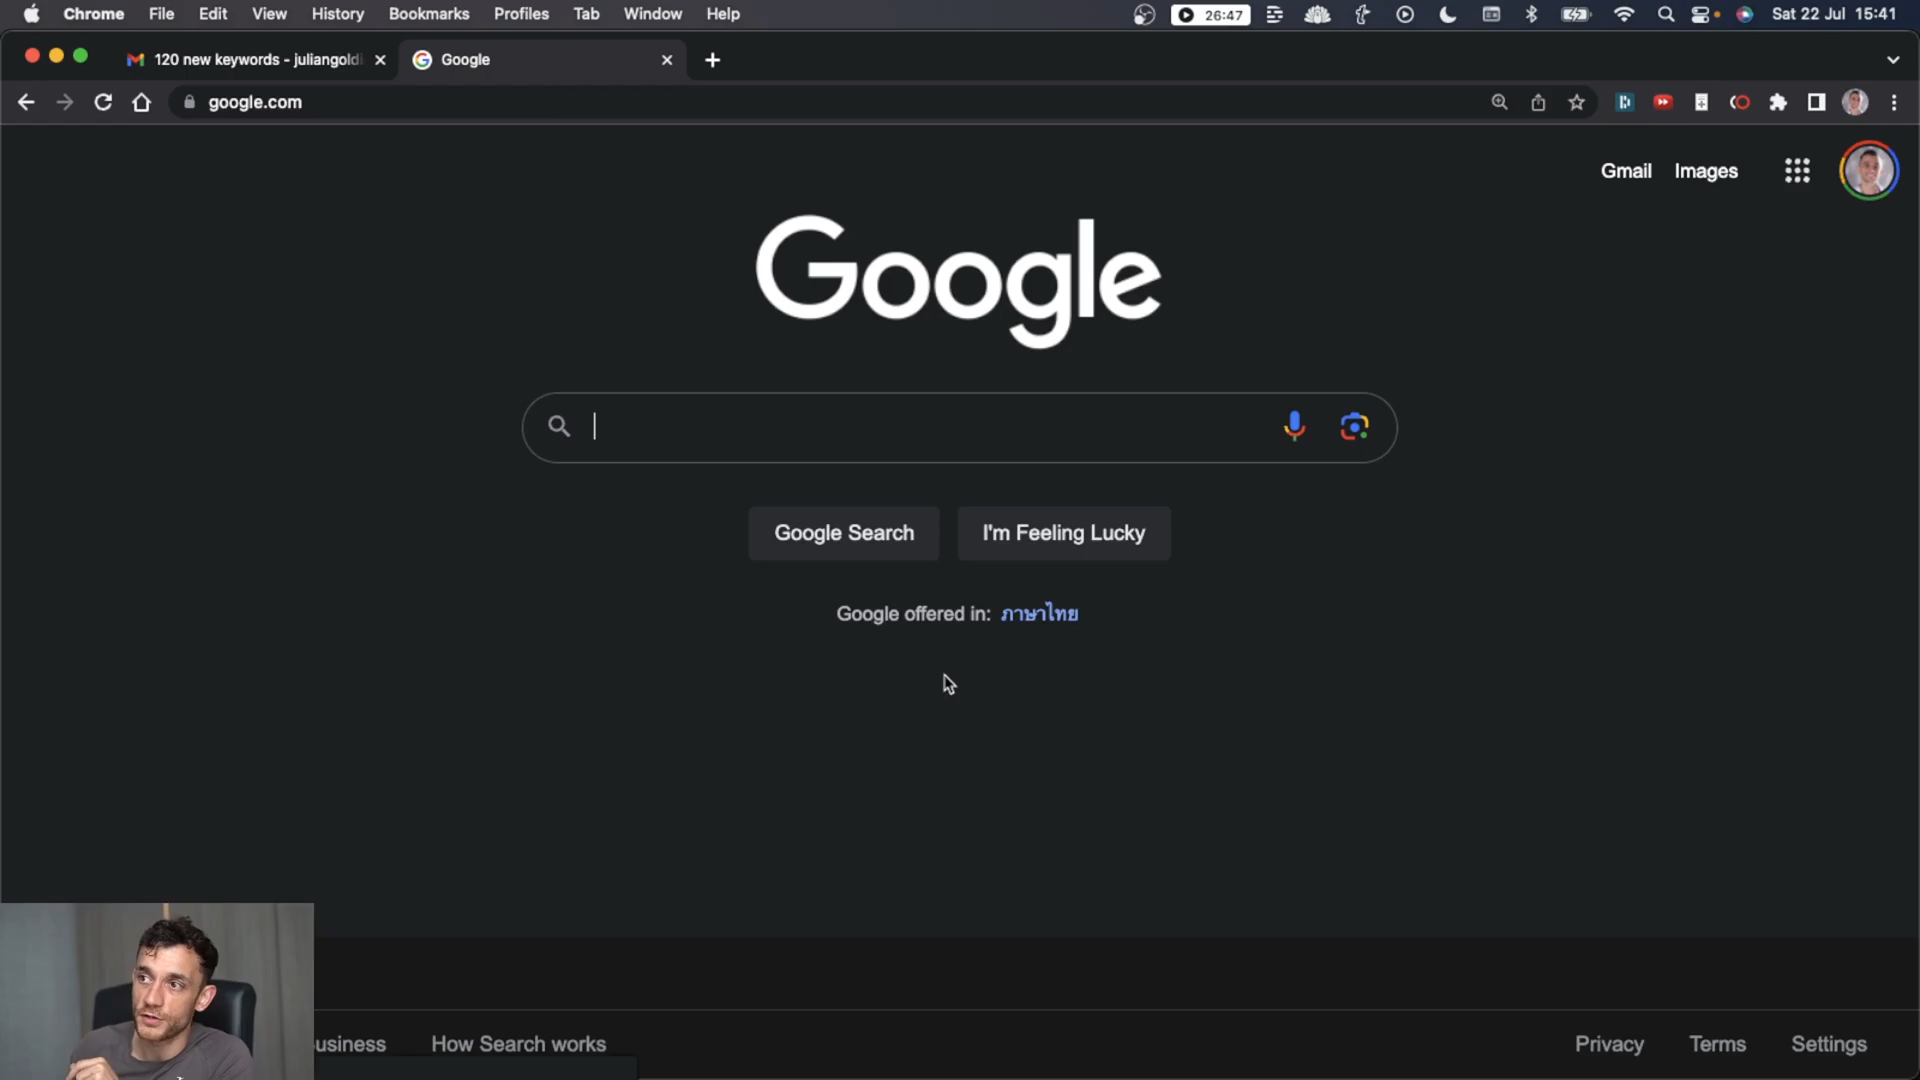 Chrome File Edit View History Bookmarks Profiles Tab Window Help 26:47 Sat 22 Jul 15:41
120 new keywords - juliangoldi Google
google.com
Gmail Images
Google
Google Search I'm Feeling Lucky
Google offered in: ภาษาไทย
usiness How Search works Privacy Terms Settings